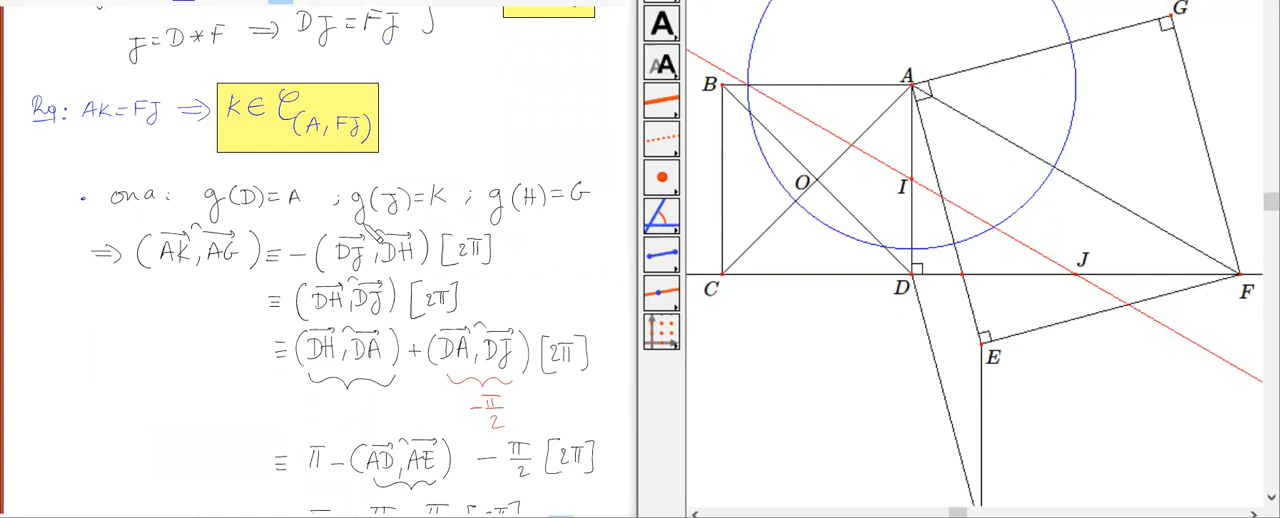 J = D * F ⟹ DJ = FJ }
Rq: AK = FJ ⟹ K ∈ 𝒞(A, FJ)
• on a: g(D) = A ; g(J) = K ; g(H) = G
⟹ (AK⃗ ^, AG⃗) ≡ − (DJ⃗ ^, DH⃗) [2π]
≡ (DH⃗ ^, DJ⃗) [2π]
≡ (DH⃗ ^, DA⃗) + (DA⃗ ^, DJ⃗) [2π]
−π/2
≡ π − (AD⃗ ^, AE⃗) − π/2 [2π]
A
AA
G
B
A
O
I
J
C
D
F
E